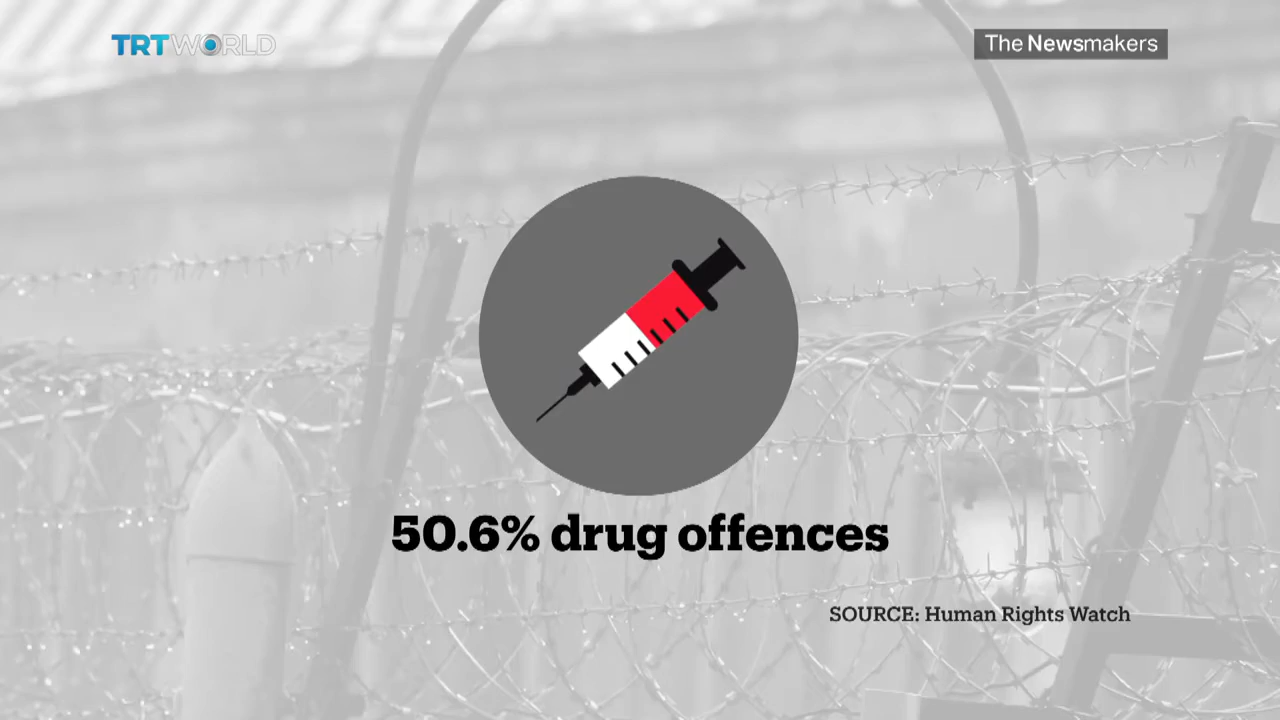 TRT WORLD
The Newsmakers
50.6% drug offences
SOURCE: Human Rights Watch